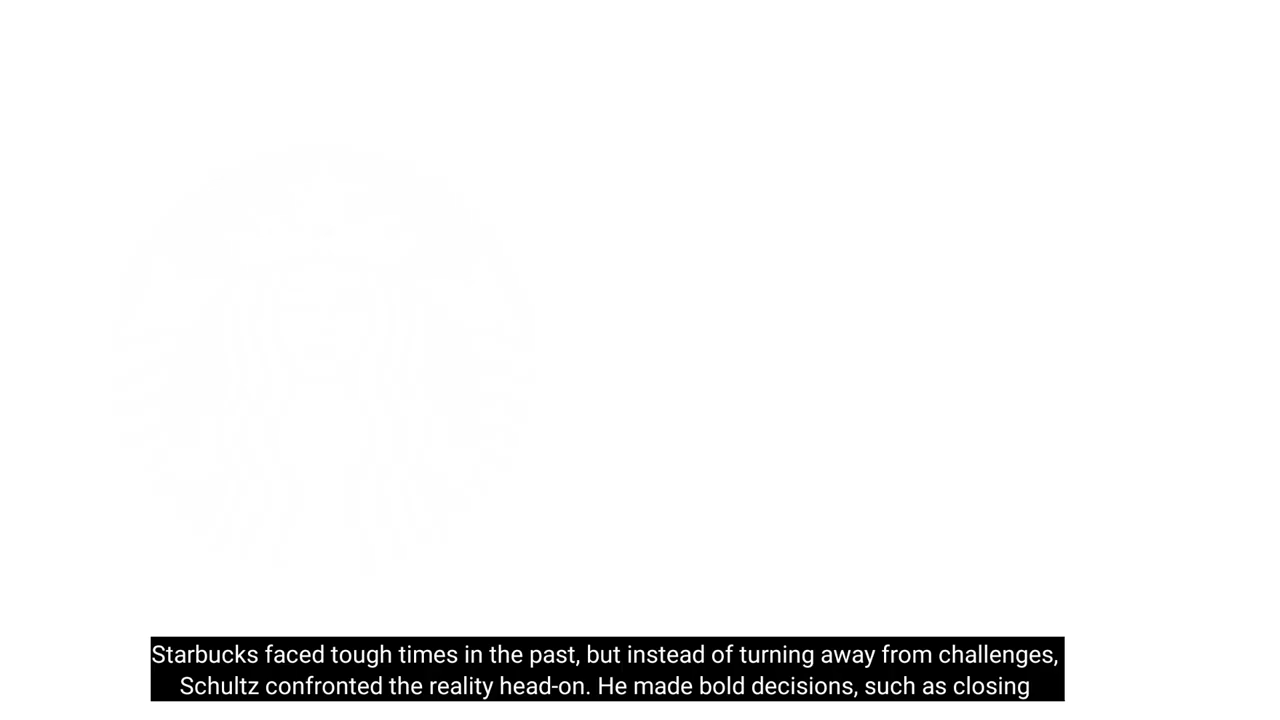 Starbucks faced tough times in the past, but instead of turning away from challenges,
Schultz confronted the reality head-on. He made bold decisions, such as closing